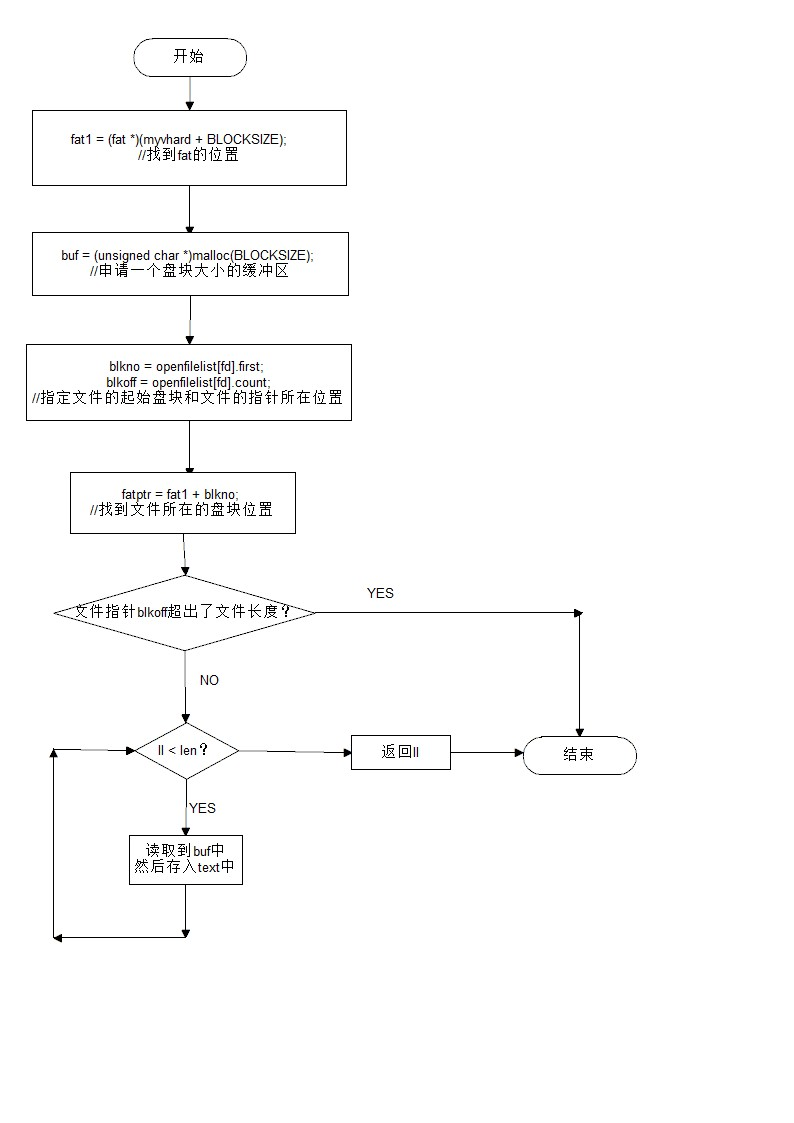 开始
fat1 = (fat *)(myvhard + BLOCKSIZE);
//找到fat的位置
buf = (unsigned char *)malloc(BLOCKSIZE);
//申请一个盘块大小的缓冲区
blkno = openfilelist[fd].first;
blkoff = openfilelist[fd].count;
//指定文件的起始盘块和文件的指针所在位置
fatptr = fat1 + blkno;
//找到文件所在的盘块位置
文件指针blkoff超出了文件长度？
YES
NO
ll < len？
返回ll
结束
YES
读取到buf中
然后存入text中